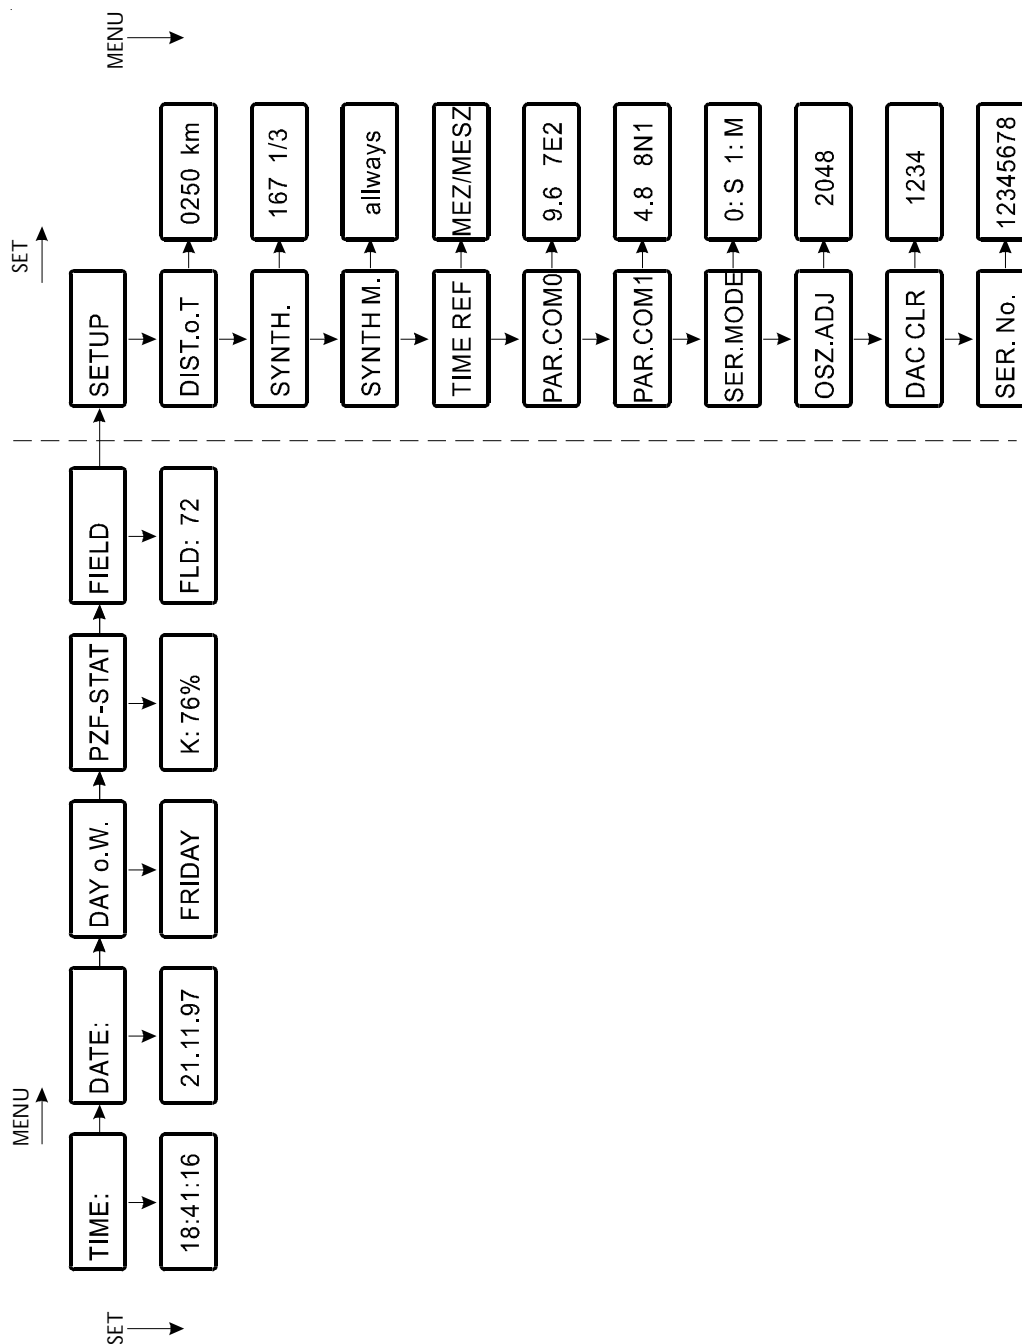 MENU
SET
SETUP
DIST.o.T
0250 km
SYNTH.
167 1/3
SYNTH M.
allways
TIME REF
MEZ/MESZ
PAR.COM0
9.6 7E2
PAR.COM1
4.8 8N1
SER.MODE
0: S 1: M
OSZ.ADJ
2048
DAC CLR
1234
SER. No.
12345678
FIELD
FLD: 72
PZF-STAT
K: 76%
DAY o.W.
FRIDAY
DATE:
21.11.97
TIME:
18:41:16
MENU
SET